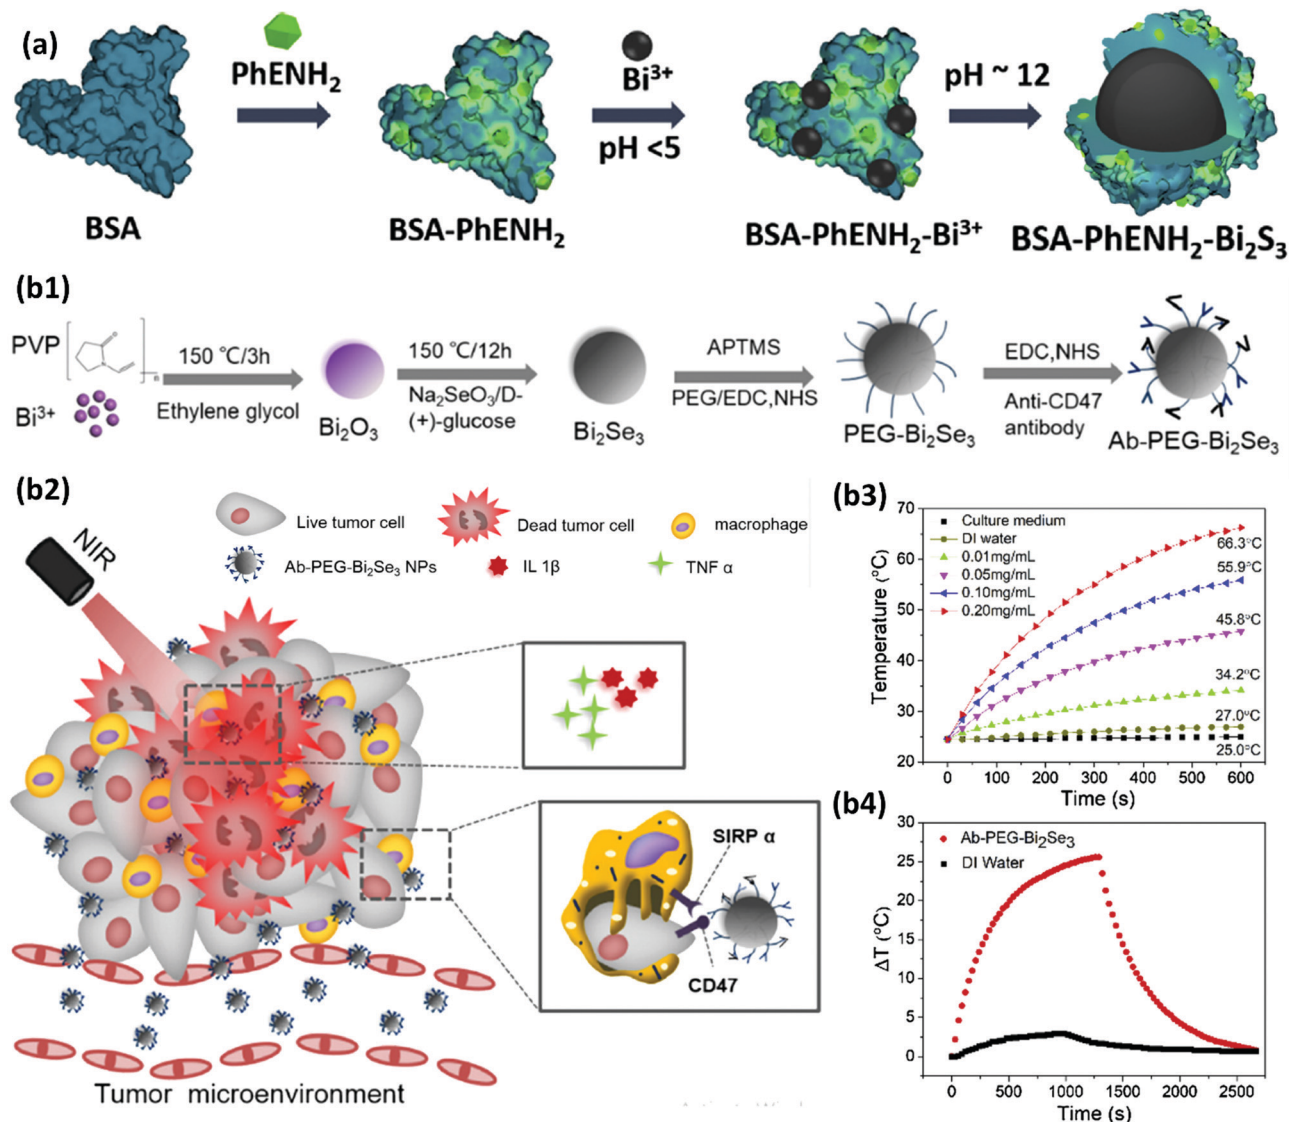 (a)
PhENH₂
Bi³⁺
pH <5
pH ~ 12
BSA
BSA-PhENH₂
BSA-PhENH₂-Bi³⁺
BSA-PhENH₂-Bi₂S₃
(b1)
PVP
n
Bi³⁺
150 °C/3h
Ethylene glycol
Bi₂O₃
150 °C/12h
Na₂SeO₃/D-
(+)-glucose
Bi₂Se₃
APTMS
PEG/EDC,NHS
PEG-Bi₂Se₃
EDC,NHS
Anti-CD47
antibody
Ab-PEG-Bi₂Se₃
(b2)
Live tumor cell
Dead tumor cell
macrophage
Ab-PEG-Bi₂Se₃ NPs
IL 1β
TNF α
NIR
SIRP α
CD47
Tumor microenvironment
(b3)
Temperature (°C)
70
60
50
40
30
20
Culture medium
DI water
0.01mg/mL
0.05mg/mL
0.10mg/mL
0.20mg/mL
66.3°C
55.9°C
45.8°C
34.2°C
27.0°C
25.0°C
0 100 200 300 400 500 600
Time (s)
(b4)
ΔT (°C)
30
25
20
15
10
5
0
Ab-PEG-Bi₂Se₃
DI Water
0 500 1000 1500 2000 2500
Time (s)